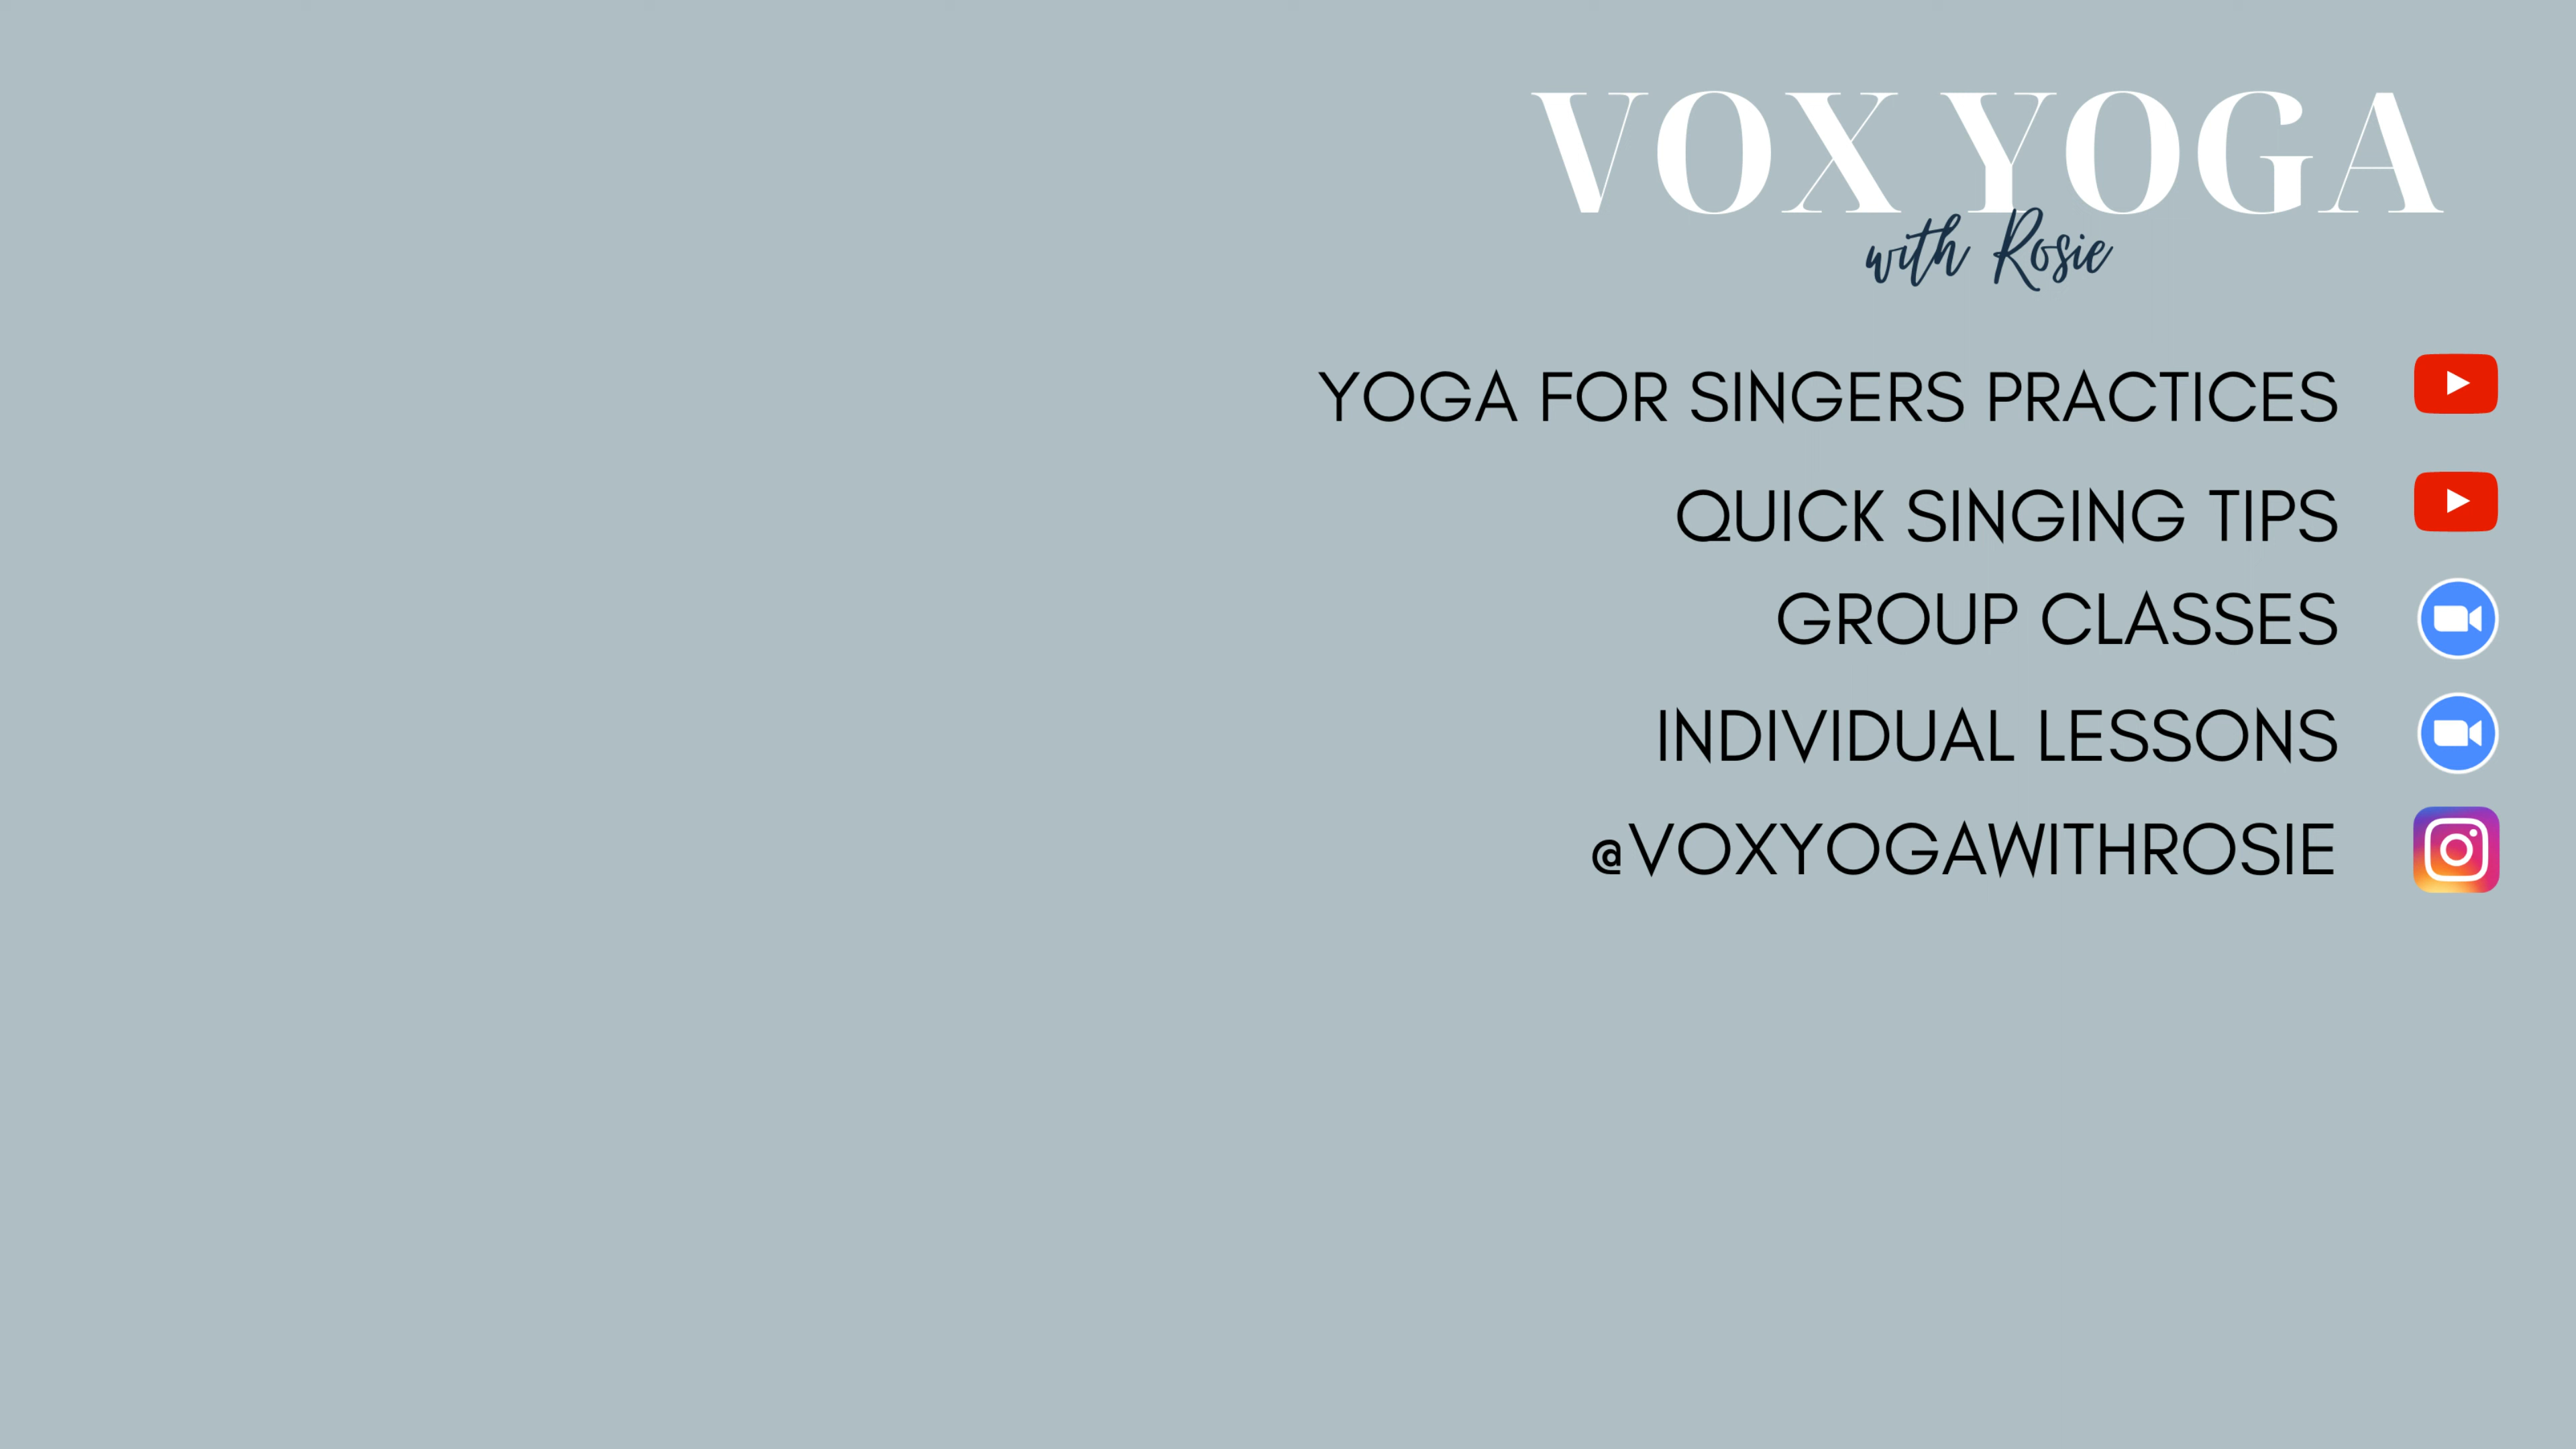 VOX YOGA
with Rosie
YOGA FOR SINGERS PRACTICES
QUICK SINGING TIPS
GROUP CLASSES
INDIVIDUAL LESSONS
@VOXYOGAWITHROSIE